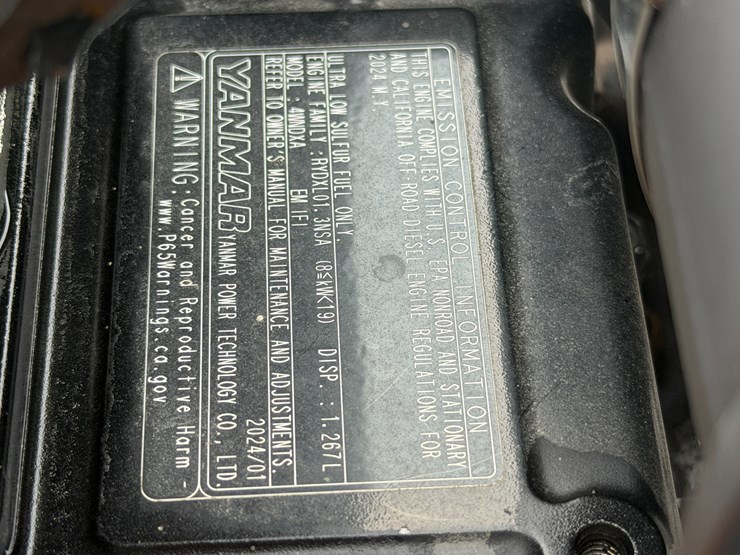 EMISSION CONTROL INFORMATION
THIS ENGINE COMPLIES WITH U.S. EPA NONROAD AND STATIONARY
AND CALIFORNIA OFF-ROAD DIESEL ENGINE REGULATIONS FOR
2024 M.Y.
ULTRA LOW SULFUR FUEL ONLY.
ENGINE FAMILY : RYDXL01.3NSA (8≤kW<19) DISP. : 1.267L
MODEL : 4WNDXA EM IFI
REFER TO OWNER'S MANUAL FOR MAINTENANCE AND ADJUSTMENTS.
2024/01
YANMAR YANMAR POWER TECHNOLOGY CO., LTD.
⚠ WARNING : Cancer and Reproductive Harm -
www.P65Warnings.ca.gov